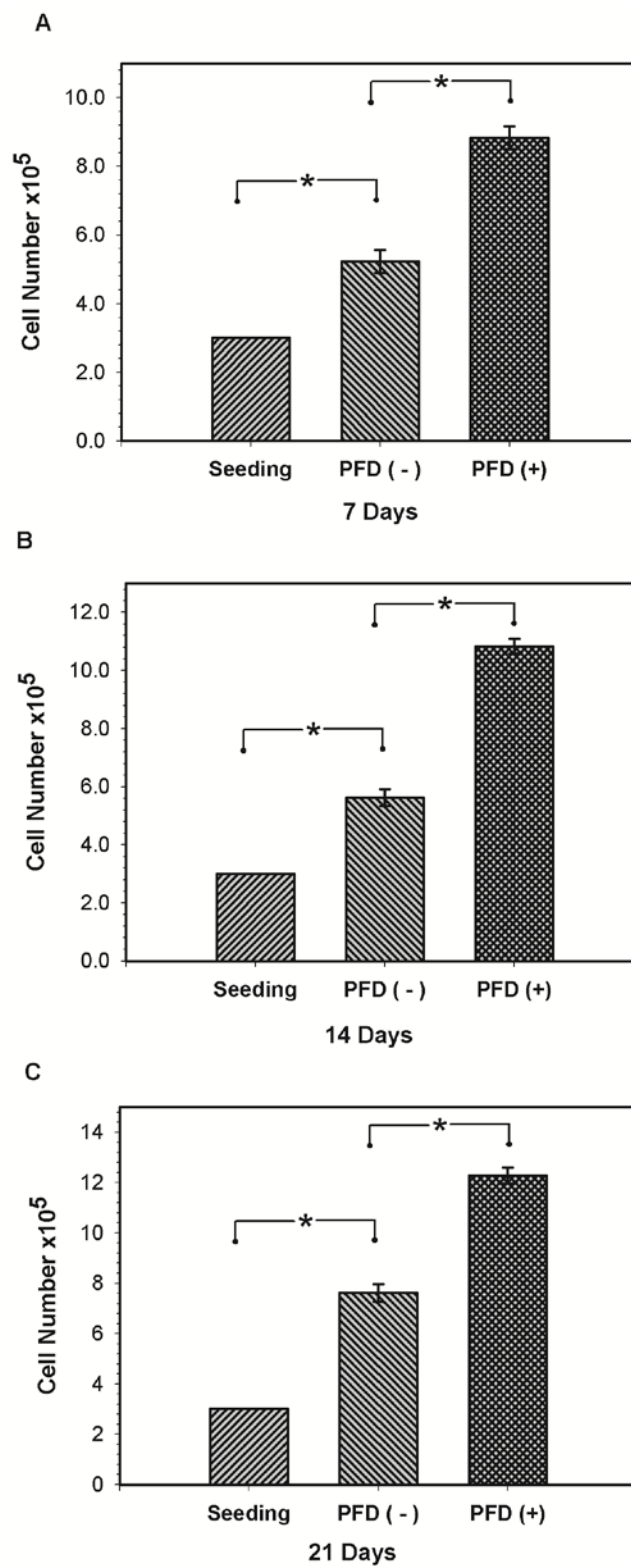 A
Cell Number x10⁵
10.0
8.0
6.0
4.0
2.0
0.0
*
*
Seeding PFD ( - ) PFD (+)
7 Days
B
Cell Number x10⁵
12.0
10.0
8.0
6.0
4.0
2.0
0.0
*
*
Seeding PFD ( - ) PFD (+)
14 Days
C
Cell Number x10⁵
14
12
10
8
6
4
2
0
*
*
Seeding PFD ( - ) PFD (+)
21 Days